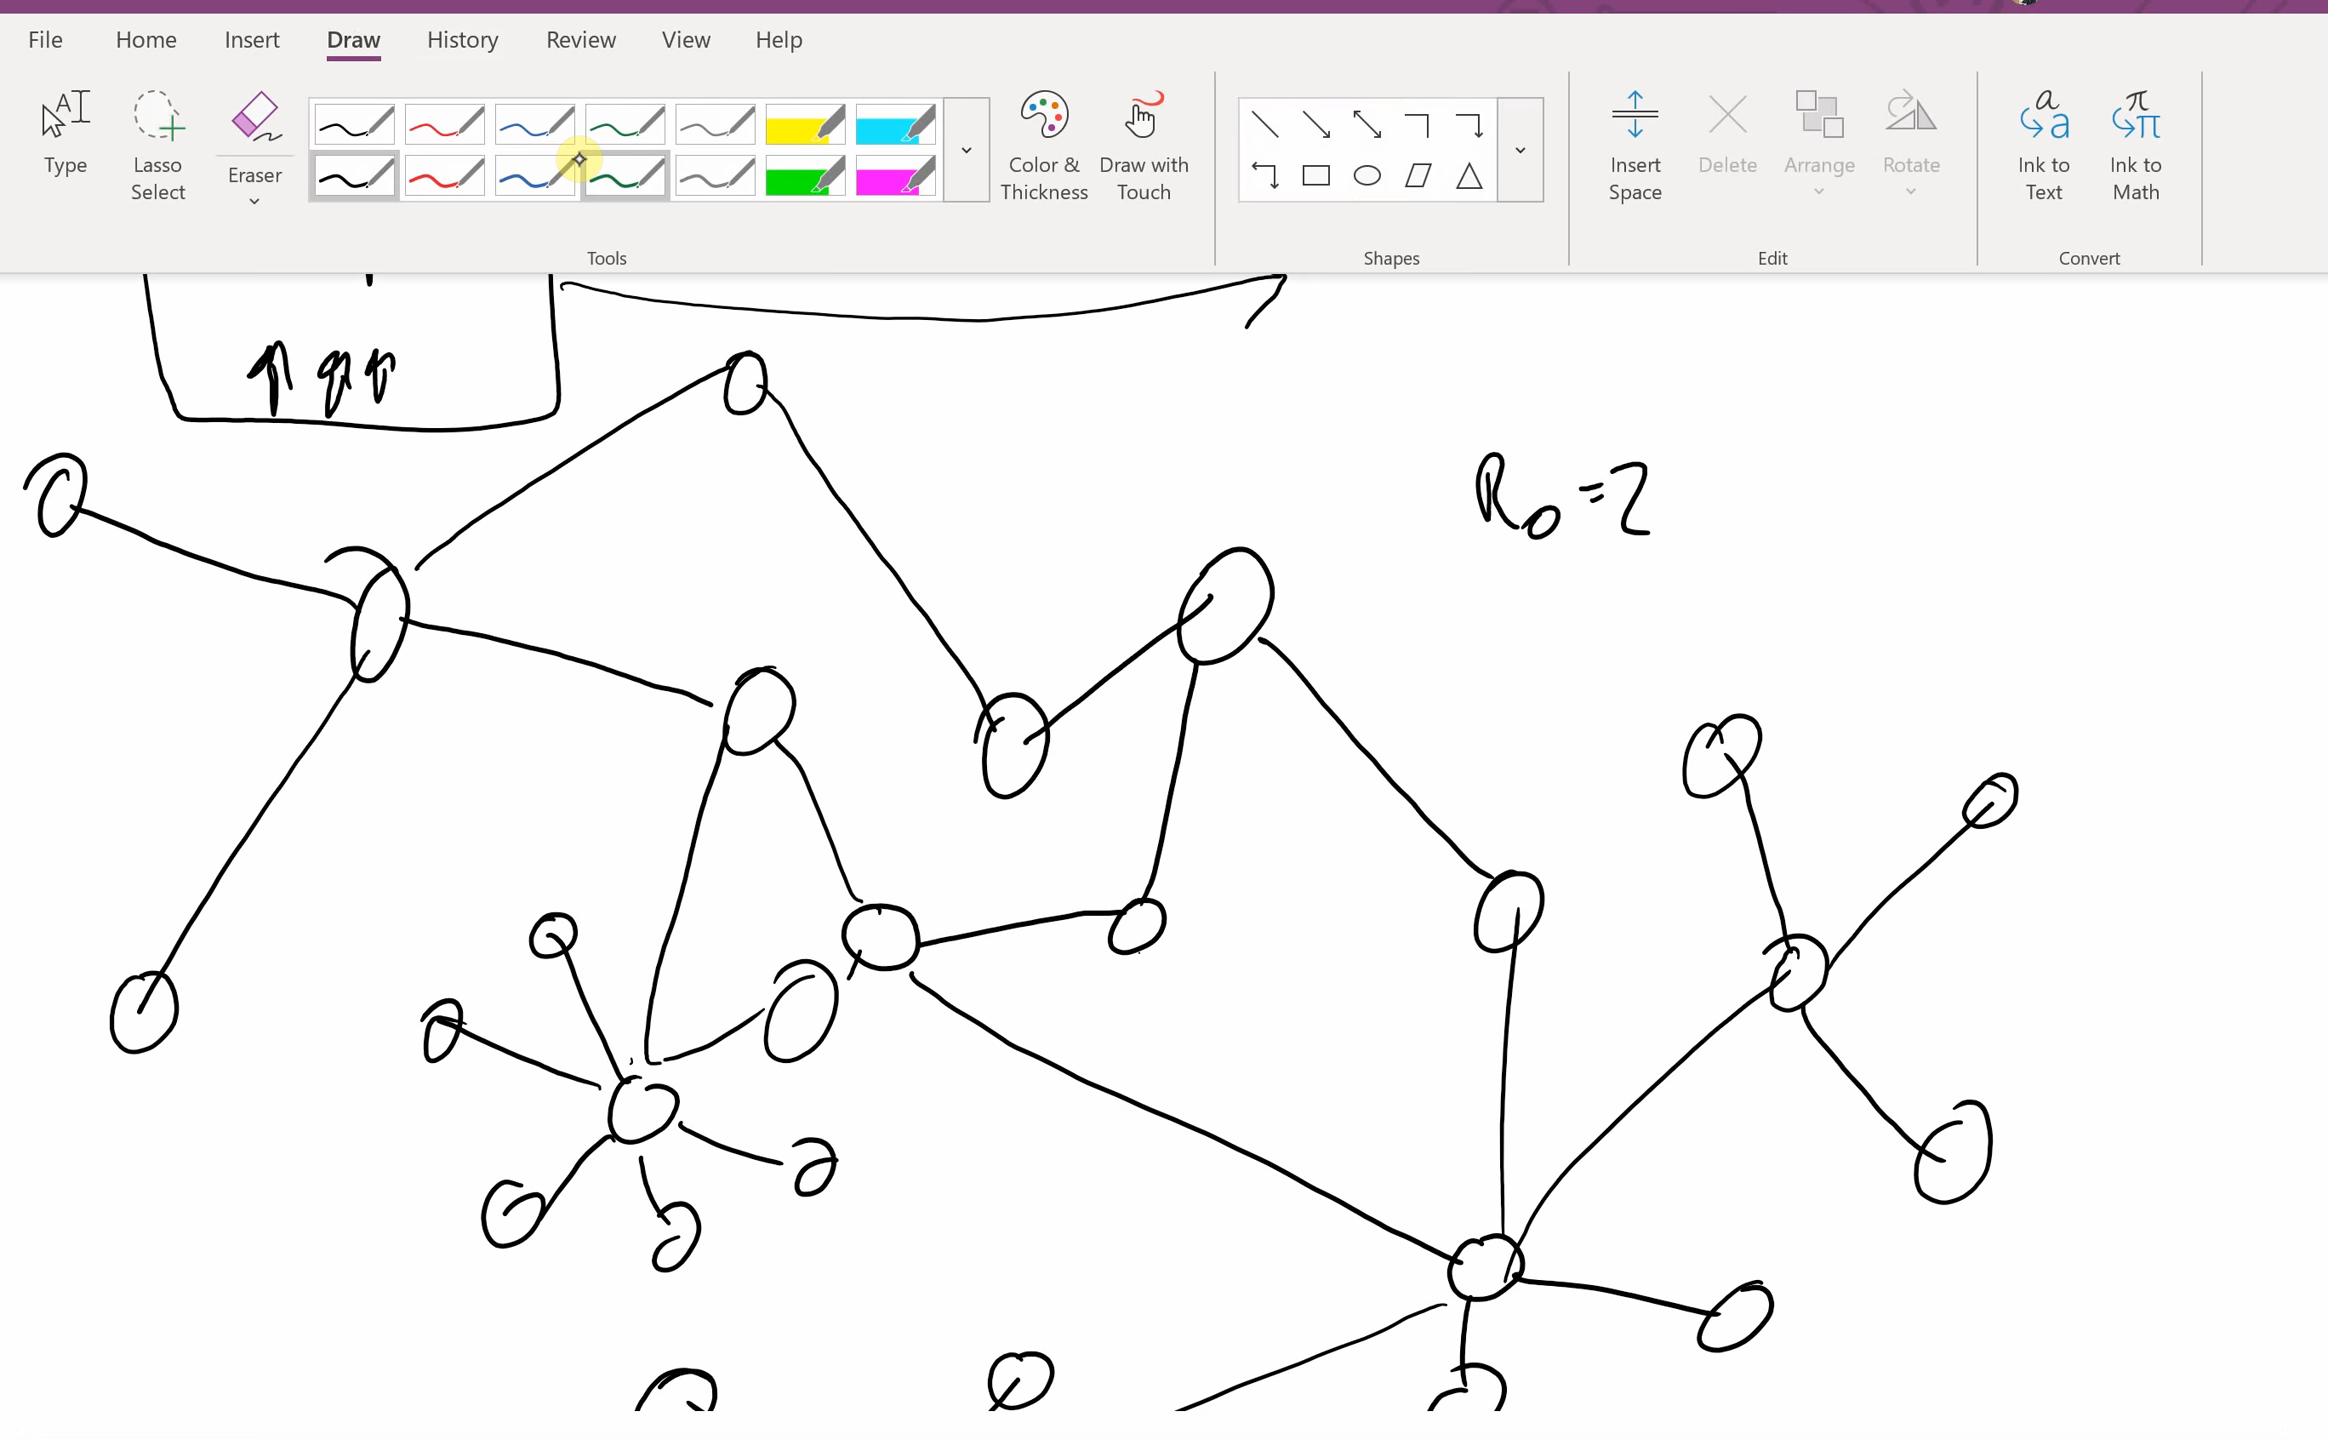 File Home Insert Draw History Review View Help
Type
Lasso Select
Eraser
Color & Thickness
Draw with Touch
Insert Space
Delete
Arrange
Rotate
Ink to Text
Ink to Math
Tools Shapes Edit Convert
R₀ = 2